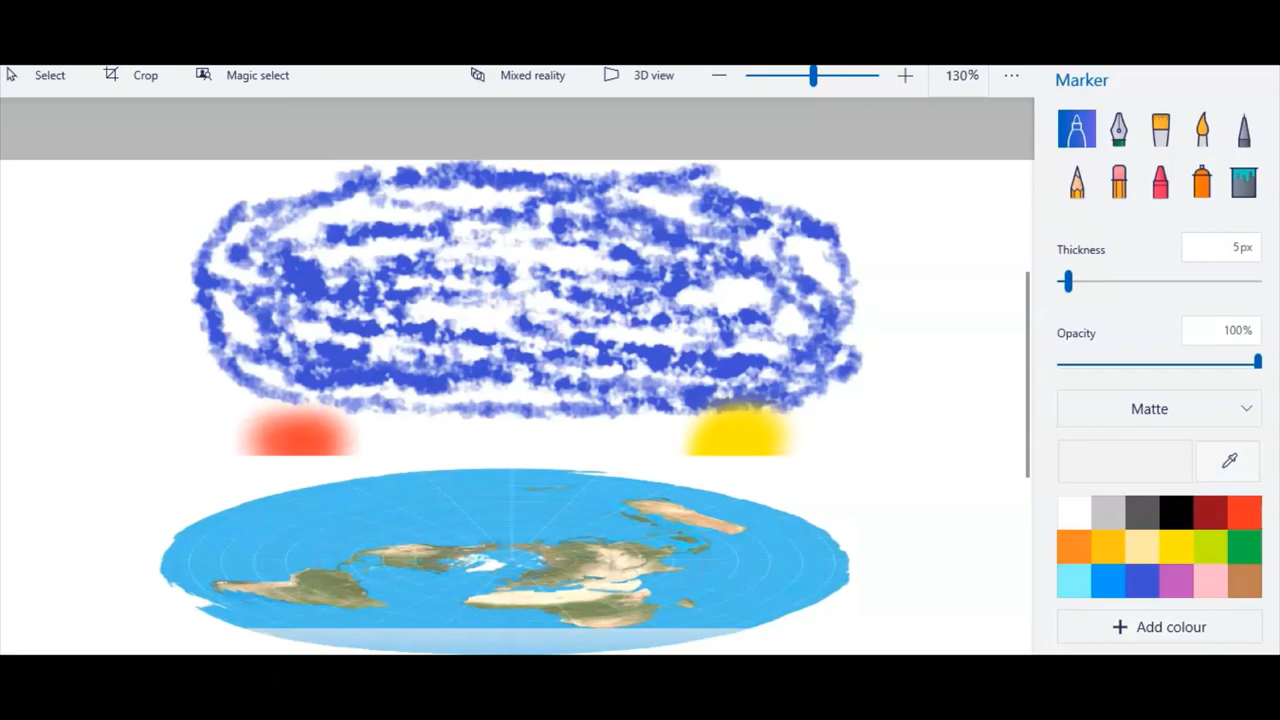 Select Crop Magic select Mixed reality 3D view 130%
Marker
Thickness 5px
Opacity 100%
Matte
Add colour